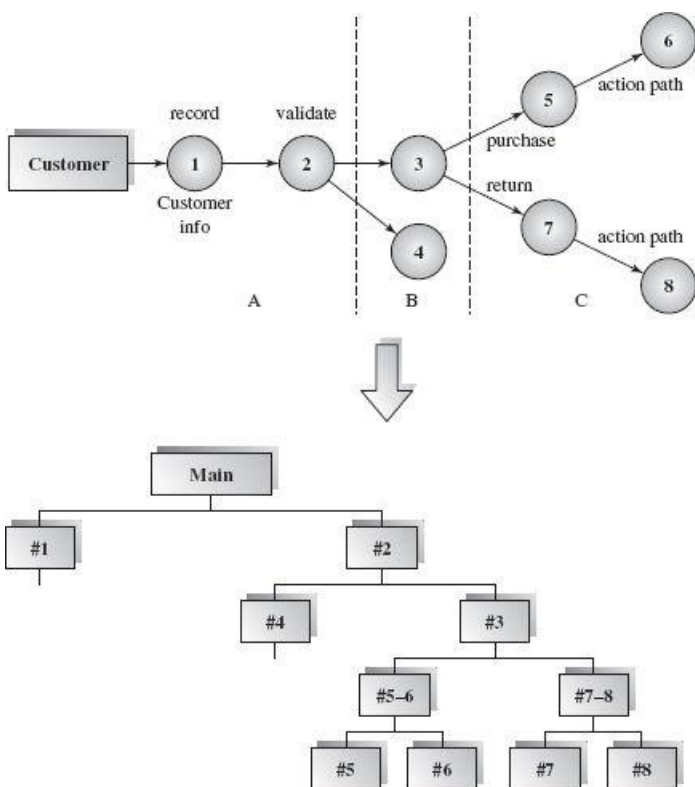 6
5
action path
record
validate
purchase
Customer
1
2
3
return
Customer
info
7
action path
4
8
A
B
C
Main
#1
#2
#4
#3
#5–6
#7–8
#5
#6
#7
#8